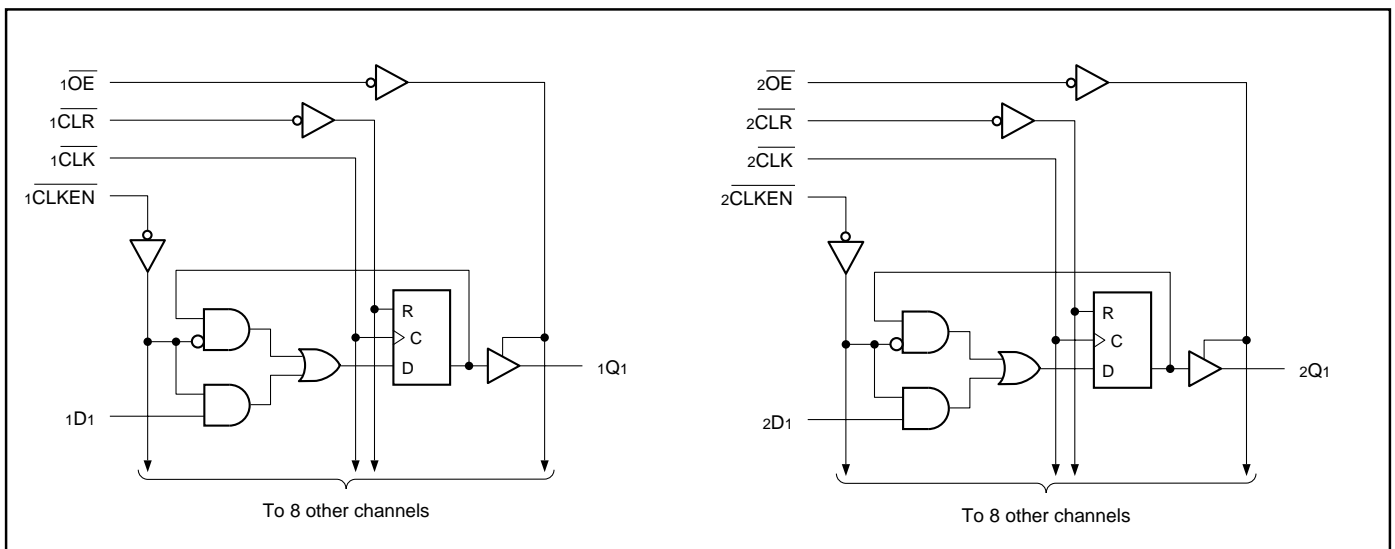 1OE
1CLR
1CLK
1CLKEN
R
C
D
1Q1
1D1
To 8 other channels
2OE
2CLR
2CLK
2CLKEN
R
C
D
2Q1
2D1
To 8 other channels